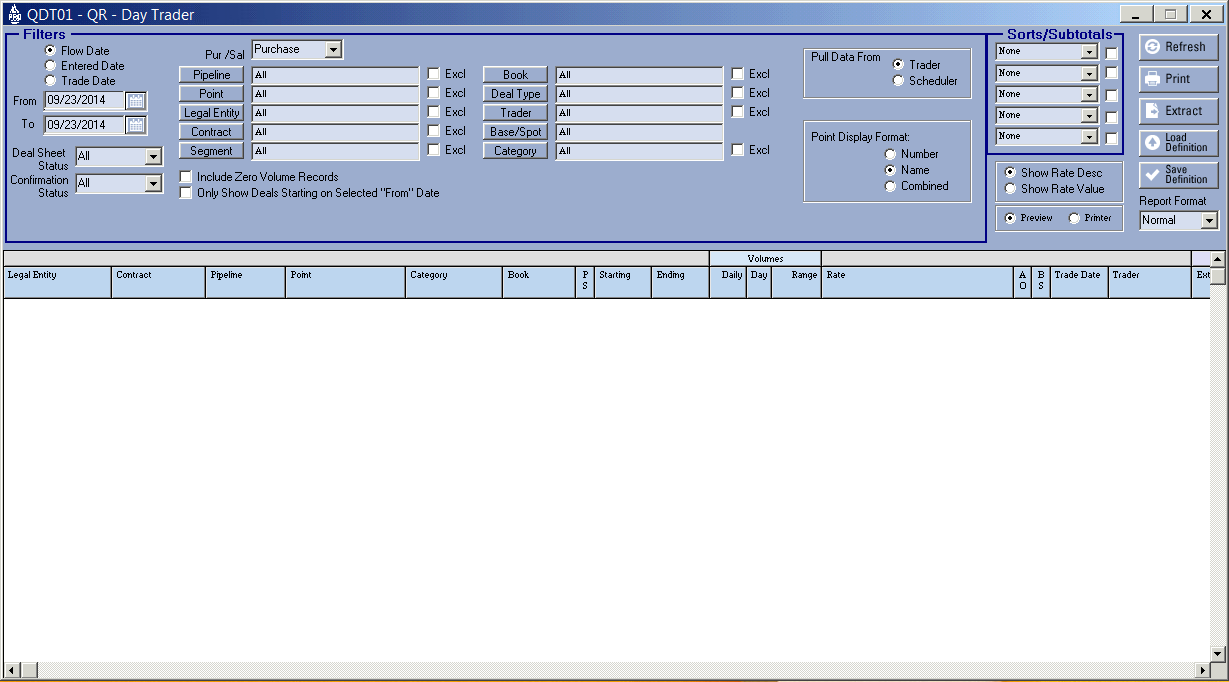 QDT01 - QR - Day Trader
Filters
Flow Date
Entered Date
Trade Date
From 09/23/2014
To 09/23/2014
Deal Sheet Status All
Confirmation Status All
Pur /Sal Purchase
Pipeline All Excl
Point All Excl
Legal Entity All Excl
Contract All Excl
Segment All Excl
Include Zero Volume Records
Only Show Deals Starting on Selected "From" Date
Book All Excl
Deal Type All Excl
Trader All Excl
Base/Spot All
Category All Excl
Pull Data From
Trader
Scheduler
Point Display Format:
Number
Name
Combined
Sorts/Subtotals
None
None
None
None
None
Show Rate Desc
Show Rate Value
Preview Printer
Refresh
Print
Extract
Load Definition
Save Definition
Report Format
Normal
Volumes
Legal Entity Contract Pipeline Point Category Book P S Starting Ending Daily Day Range Rate A O B S Trade Date Trader Ext